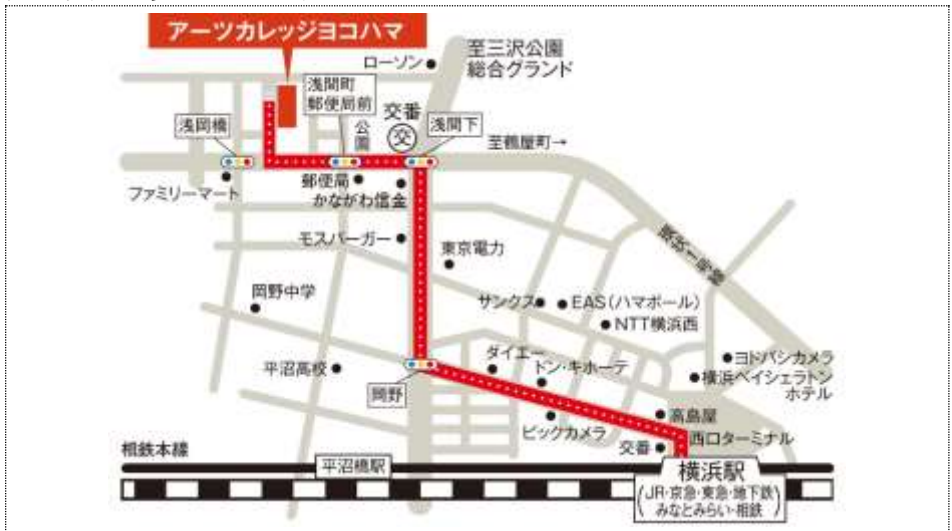 アーツカレッジヨコハマ
至三沢公園
総合グランド
ローソン
浅間町
郵便局前
交番
交
浅間下
浅岡橋
公園
至鶴屋町→
ファミリーマート
郵便局
かながわ信金
モスバーガー
東京電力
岡野中学
サンクス
EAS(ハマボール)
NTT横浜西
ダイエー
ドン・キホーテ
ヨドバシカメラ
横浜ベイシェラトン
ホテル
平沼高校
岡野
高島屋
ビックカメラ
交番
西口ターミナル
相鉄本線
平沼橋駅
横浜駅
(JR・京急・東急・地下鉄
みなとみらい・相鉄)